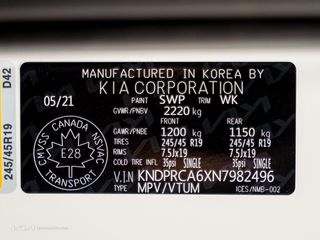 MANUFACTURED IN KOREA BY
KIA CORPORATION
05/21 PAINT SWP TRIM WK
GVWR/PNBV 2220 kg
FRONT REAR
GAWR/PNBE 1200 kg 1150 kg
TIRES 245/45 R19 245/45 R19
RIMS 7.5Jx19 7.5Jx19
COLD TIRE INFL 35psi SINGLE 35psi SINGLE
V.I.N KNDPRCA6XN7982496
TYPE MPV/VTUM ICES/NMB-002
CANADA
CMVSS NSVAC
E28
TRANSPORT
D42
245/45R19